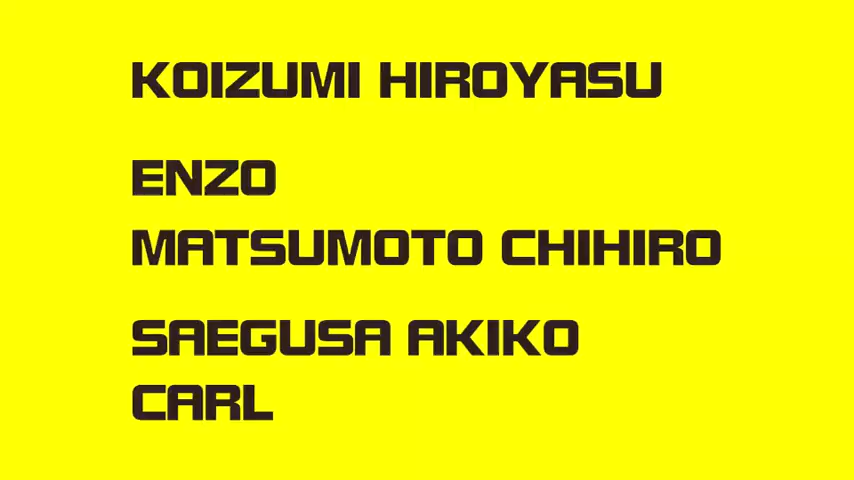 KOIZUMI HIROYASU
ENZO
MATSUMOTO CHIHIRO
SAEGUSA AKIKO
CARL